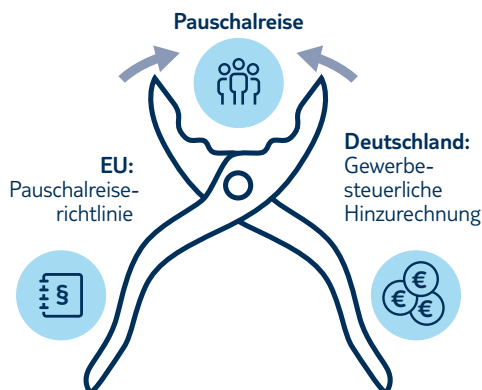 Pauschalreise
EU:
Pauschalreise-
richtlinie
Deutschland:
Gewerbe-
steuerliche
Hinzurechnung
§
€
€
€